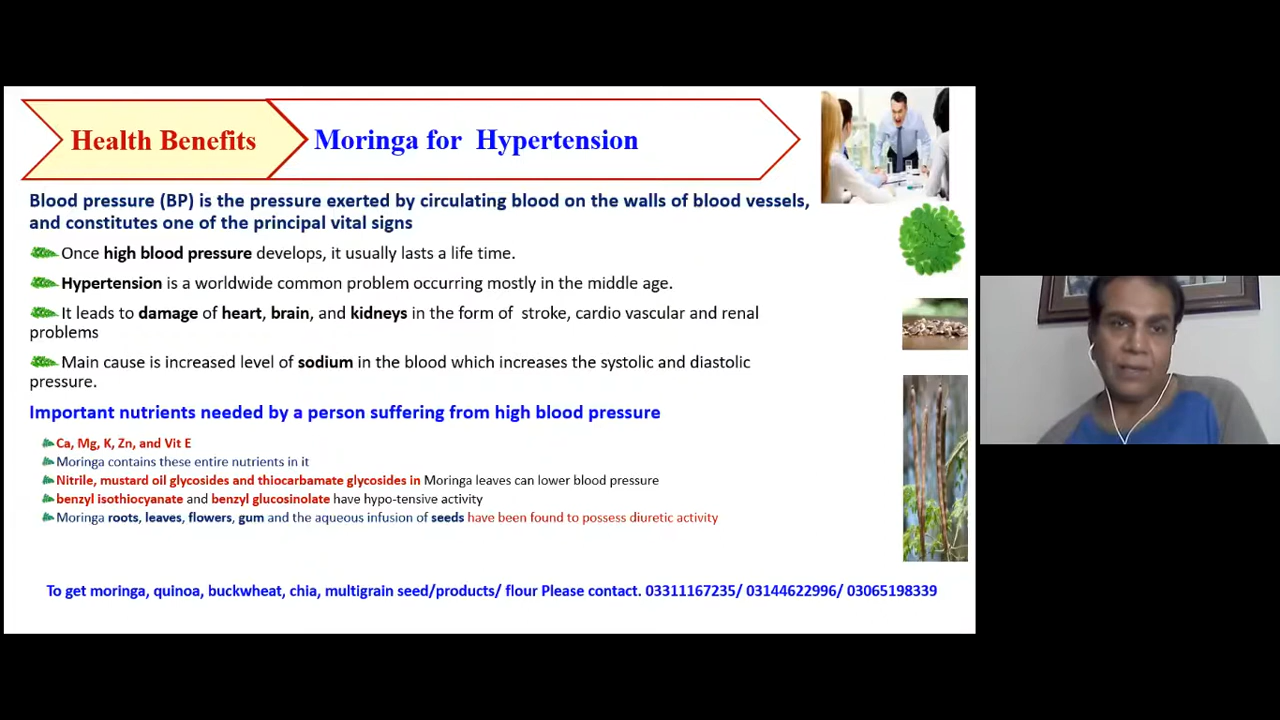 Health Benefits
Moringa for Hypertension
Blood pressure (BP) is the pressure exerted by circulating blood on the walls of blood vessels,
and constitutes one of the principal vital signs
Once high blood pressure develops, it usually lasts a life time.
Hypertension is a worldwide common problem occurring mostly in the middle age.
It leads to damage of heart, brain, and kidneys in the form of stroke, cardio vascular and renal
problems
Main cause is increased level of sodium in the blood which increases the systolic and diastolic
pressure.
Important nutrients needed by a person suffering from high blood pressure
Ca, Mg, K, Zn, and Vit E
Moringa contains these entire nutrients in it
Nitrile, mustard oil glycosides and thiocarbamate glycosides in Moringa leaves can lower blood pressure
benzyl isothiocyanate and benzyl glucosinolate have hypo-tensive activity
Moringa roots, leaves, flowers, gum and the aqueous infusion of seeds have been found to possess diuretic activity
To get moringa, quinoa, buckwheat, chia, multigrain seed/products/ flour Please contact. 03311167235/ 03144622996/ 03065198339